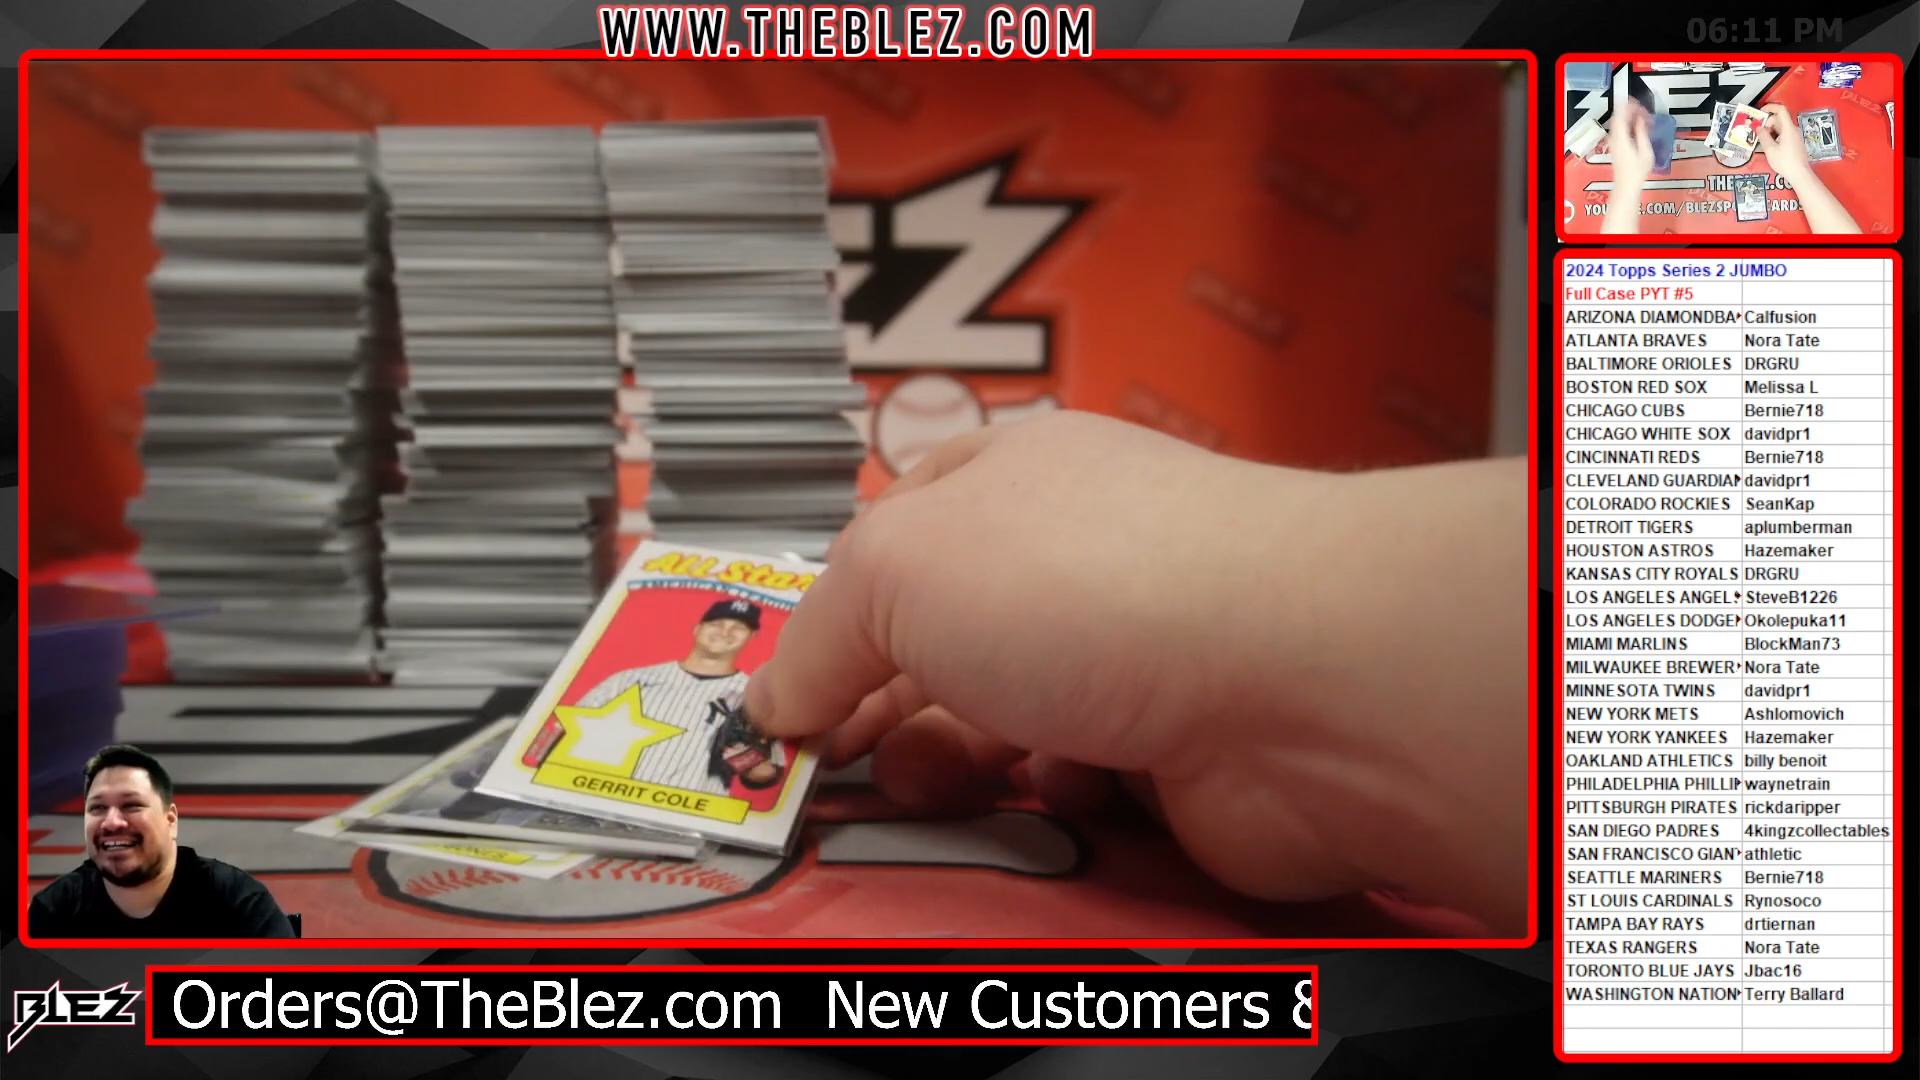 WWW.THEBLEZ.COM
06:11 PM
All Star
GERRIT COLE
THEBLEZ.CO
2024 Topps Series 2 JUMBO
Full Case PYT #5
ARIZONA DIAMONDBA Calfusion
ATLANTA BRAVES Nora Tate
BALTIMORE ORIOLES DRGRU
BOSTON RED SOX Melissa L
CHICAGO CUBS Bernie718
CHICAGO WHITE SOX davidpr1
CINCINNATI REDS Bernie718
CLEVELAND GUARDIAN davidpr1
COLORADO ROCKIES SeanKap
DETROIT TIGERS aplumberman
HOUSTON ASTROS Hazemaker
KANSAS CITY ROYALS DRGRU
LOS ANGELES ANGELS SteveB1226
LOS ANGELES DODGE Okolepuka11
MIAMI MARLINS BlockMan73
MILWAUKEE BREWER Nora Tate
MINNESOTA TWINS davidpr1
NEW YORK METS Ashlomovich
NEW YORK YANKEES Hazemaker
OAKLAND ATHLETICS billy benoit
PHILADELPHIA PHILLI waynetrain
PITTSBURGH PIRATES rickdaripper
SAN DIEGO PADRES 4kingzcollectables
SAN FRANCISCO GIAN athletic
SEATTLE MARINERS Bernie718
ST LOUIS CARDINALS Rynosoco
TAMPA BAY RAYS drtiernan
TEXAS RANGERS Nora Tate
TORONTO BLUE JAYS Jbac16
WASHINGTON NATION Terry Ballard
BLEZ
Orders@TheBlez.com New Customers &